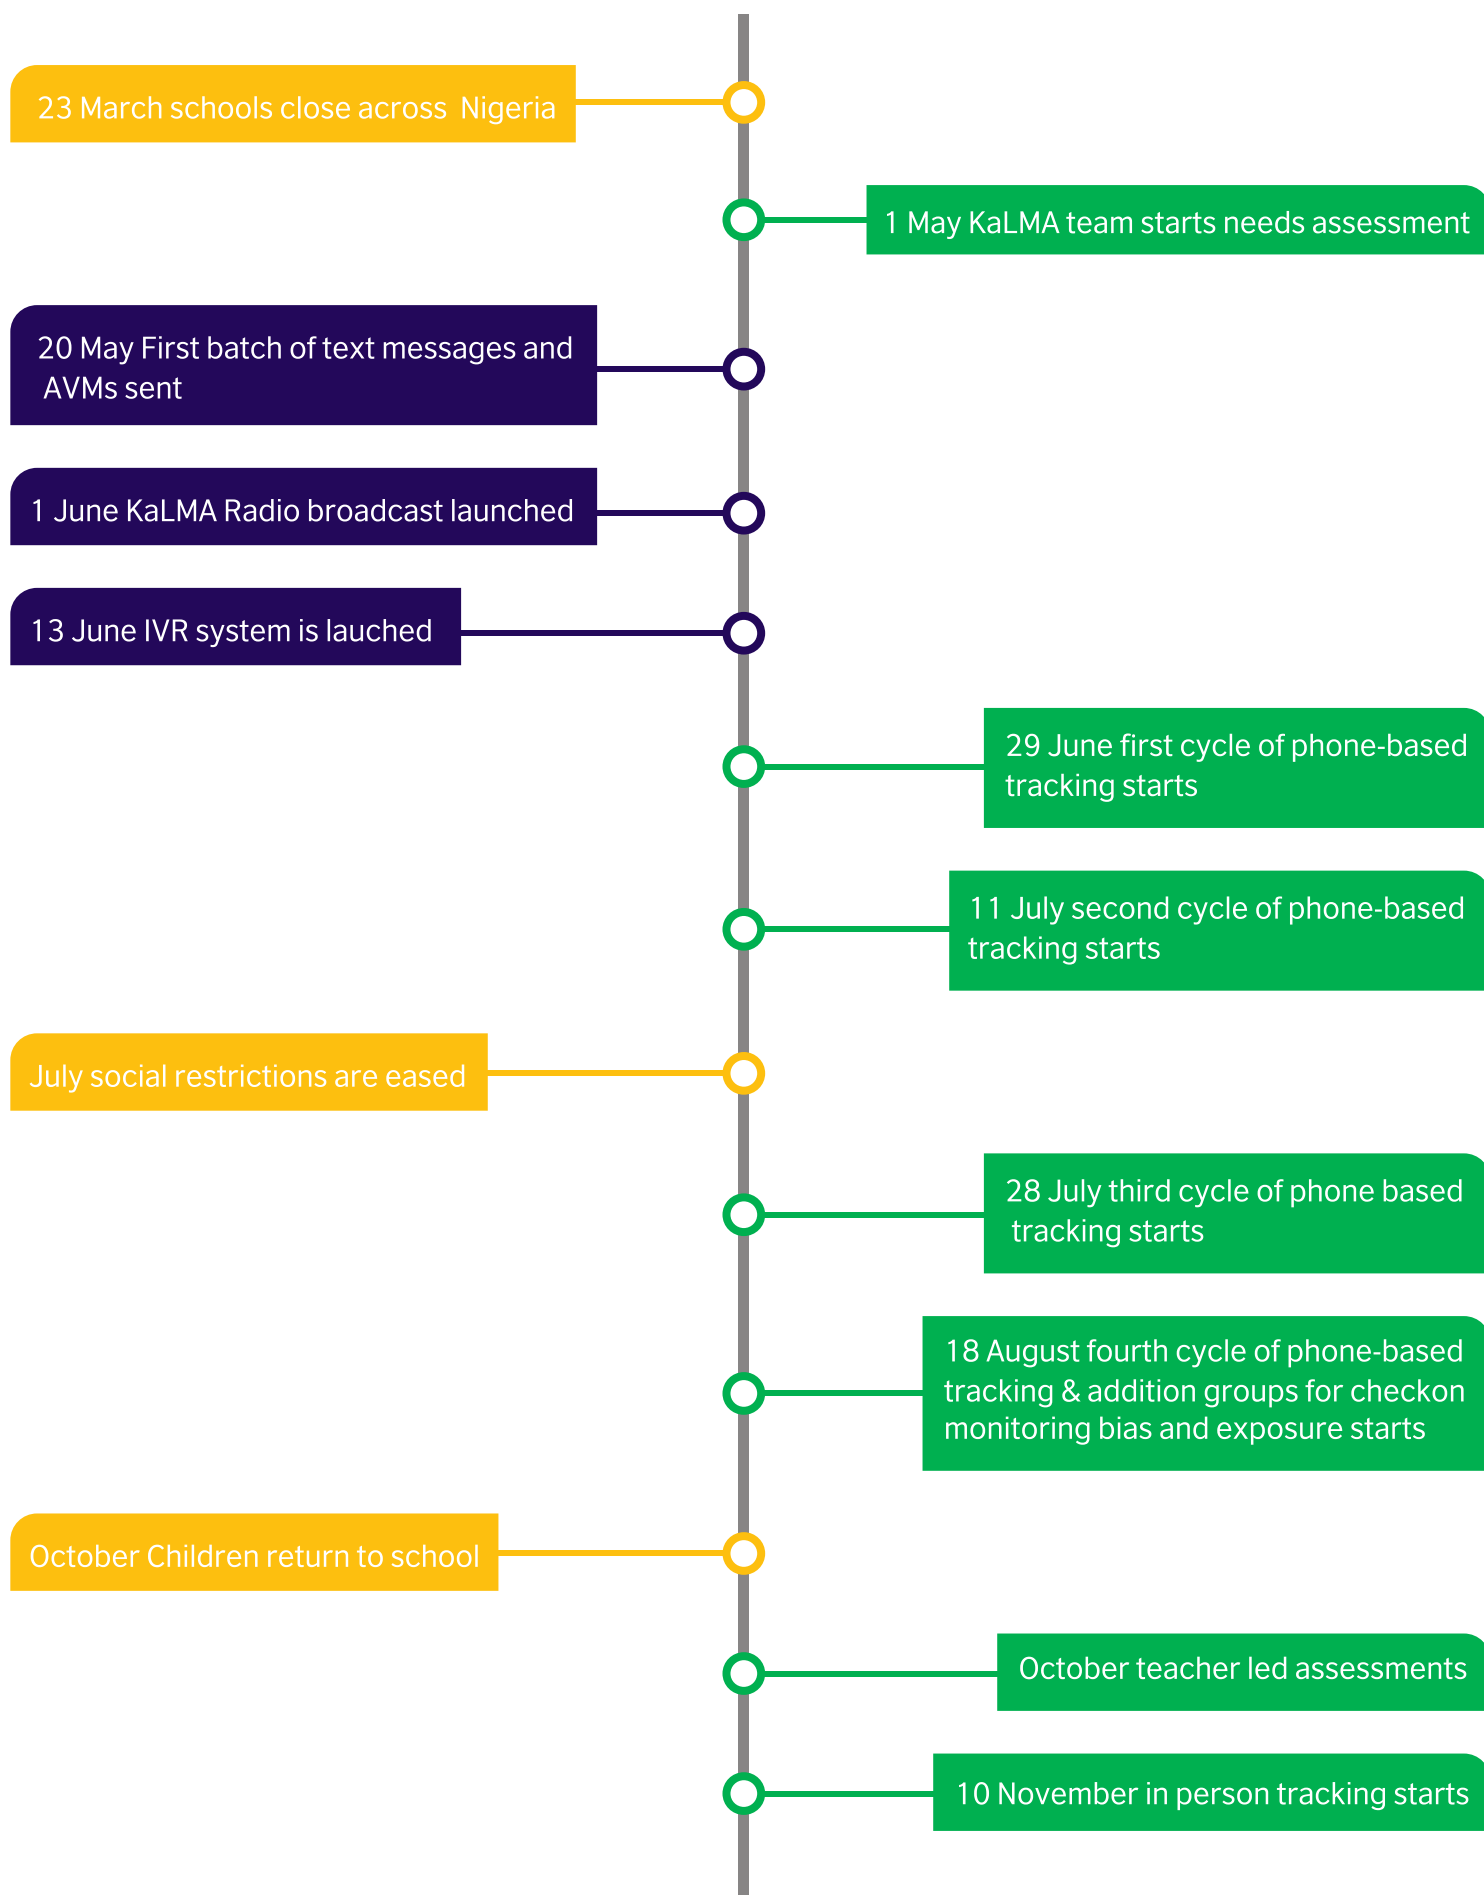 23 March schools close across Nigeria
1 May KaLMA team starts needs assessment
20 May First batch of text messages and
AVMs sent
1 June KaLMA Radio broadcast launched
13 June IVR system is lauched
29 June first cycle of phone-based
tracking starts
11 July second cycle of phone-based
tracking starts
July social restrictions are eased
28 July third cycle of phone based
tracking starts
18 August fourth cycle of phone-based
tracking & addition groups for checkon
monitoring bias and exposure starts
October Children return to school
October teacher led assessments
10 November in person tracking starts